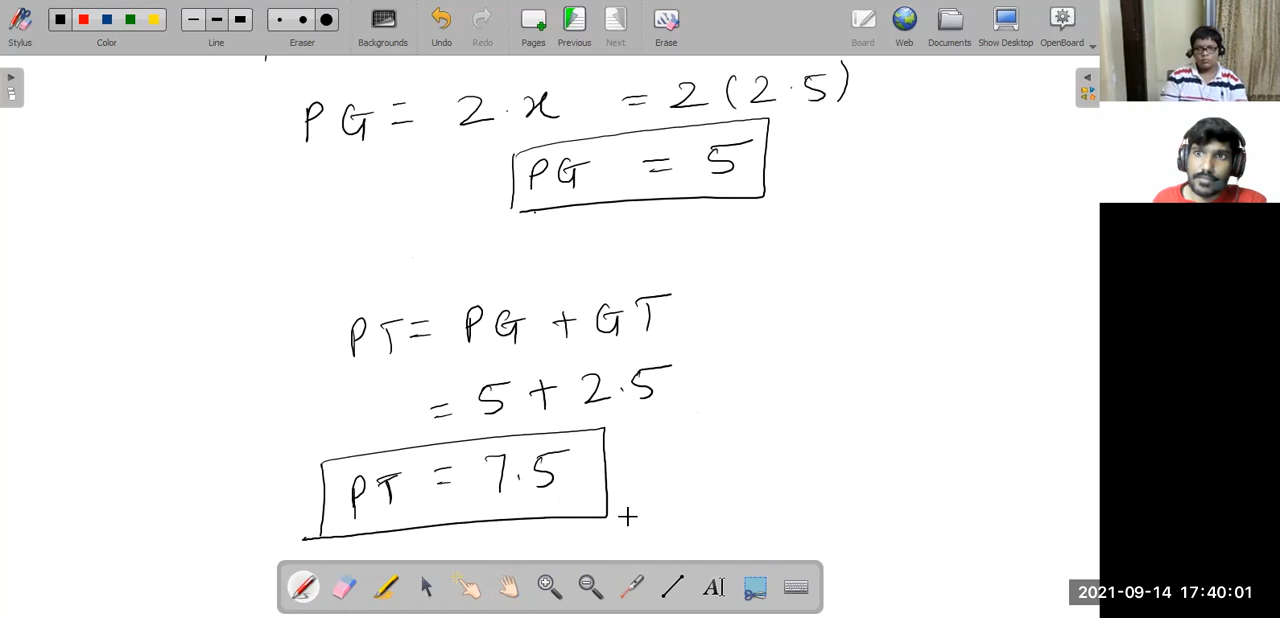 Stylus Color Line Eraser Backgrounds Undo Redo Pages Previous Next Erase Board Web Documents Show Desktop OpenBoard
PG = 2.x = 2(2.5)
PG = 5
PT = PG + GT
= 5 + 2.5
PT = 7.5
2021-09-14 17:40:01